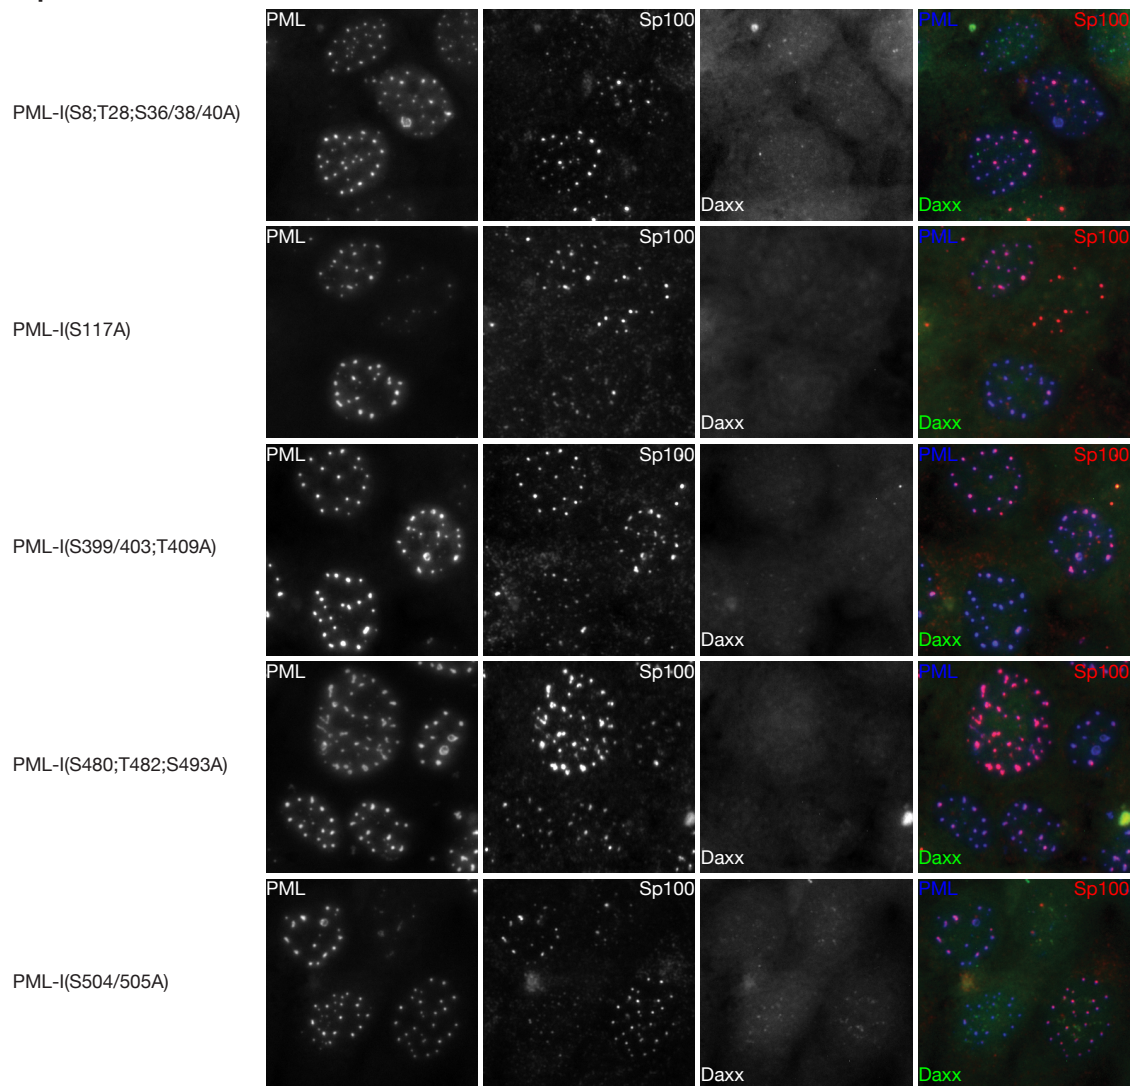 PML Sp100
PML-I(S8;T28;S36/38/40A)
Daxx
PML Sp100
Daxx
PML Sp100
PML-I(S117A)
Daxx
PML Sp100
Daxx
PML Sp100
PML-I(S399/403;T409A)
Daxx
PML Sp100
Daxx
PML Sp100
PML-I(S480;T482;S493A)
Daxx
PML Sp100
Daxx
PML Sp100
PML-I(S504/505A)
Daxx
PML Sp100
Daxx